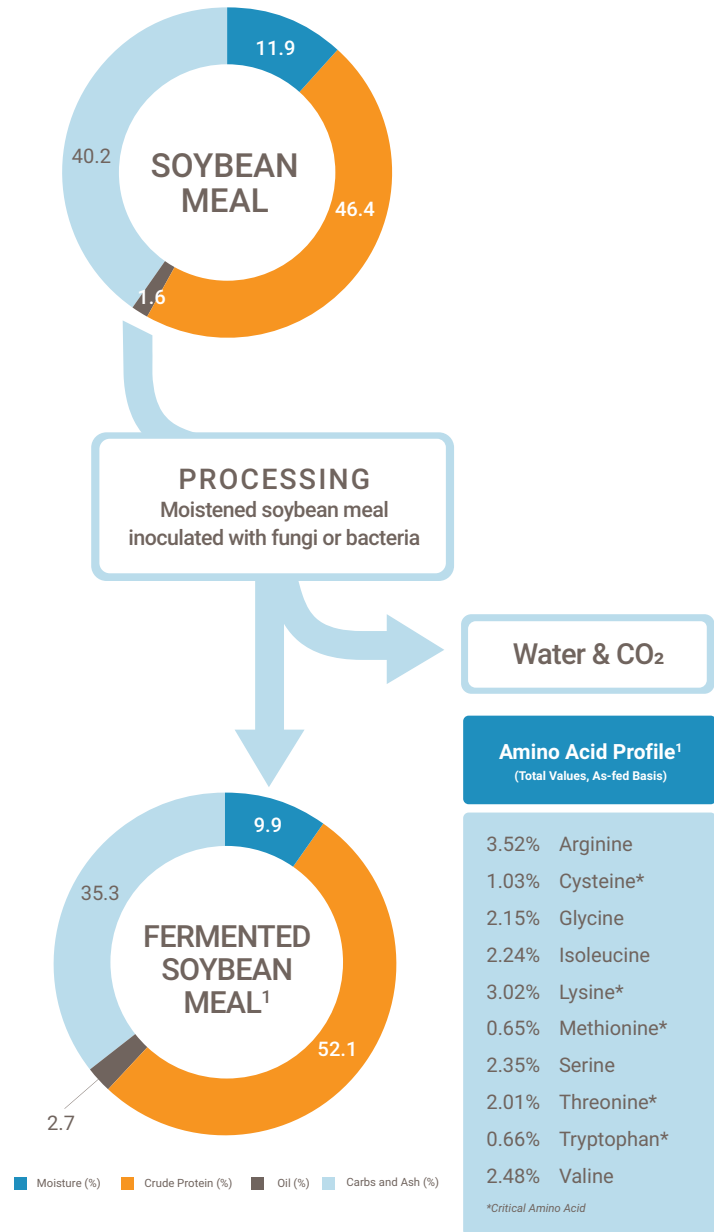 11.9
40.2
SOYBEAN
MEAL
46.4
1.6
PROCESSING
Moistened soybean meal
inoculated with fungi or bacteria
Water & CO₂
Amino Acid Profile¹
(Total Values, As-fed Basis)
3.52% Arginine
1.03% Cysteine*
2.15% Glycine
2.24% Isoleucine
3.02% Lysine*
0.65% Methionine*
2.35% Serine
2.01% Threonine*
0.66% Tryptophan*
2.48% Valine
*Critical Amino Acid
9.9
35.3
FERMENTED
SOYBEAN
MEAL¹
52.1
2.7
Moisture (%) Crude Protein (%) Oil (%) Carbs and Ash (%)